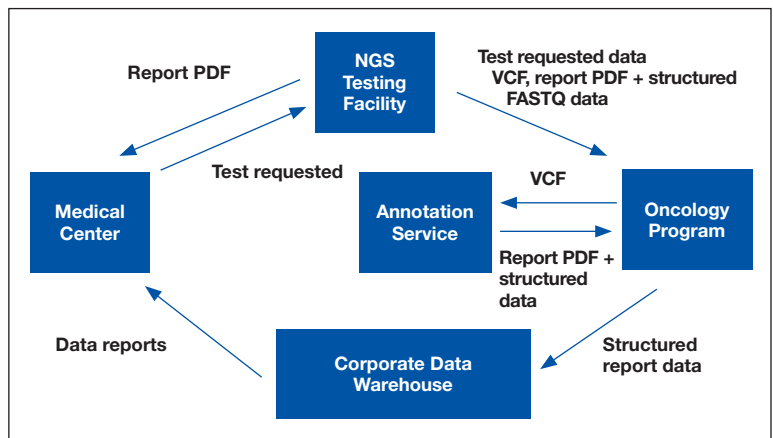 NGS
Testing
Facility
Report PDF
Test requested data
VCF, report PDF + structured
FASTQ data
Test requested
VCF
Medical
Center
Annotation
Service
Oncology
Program
Report PDF +
structured
data
Data reports
Corporate Data
Warehouse
Structured
report data